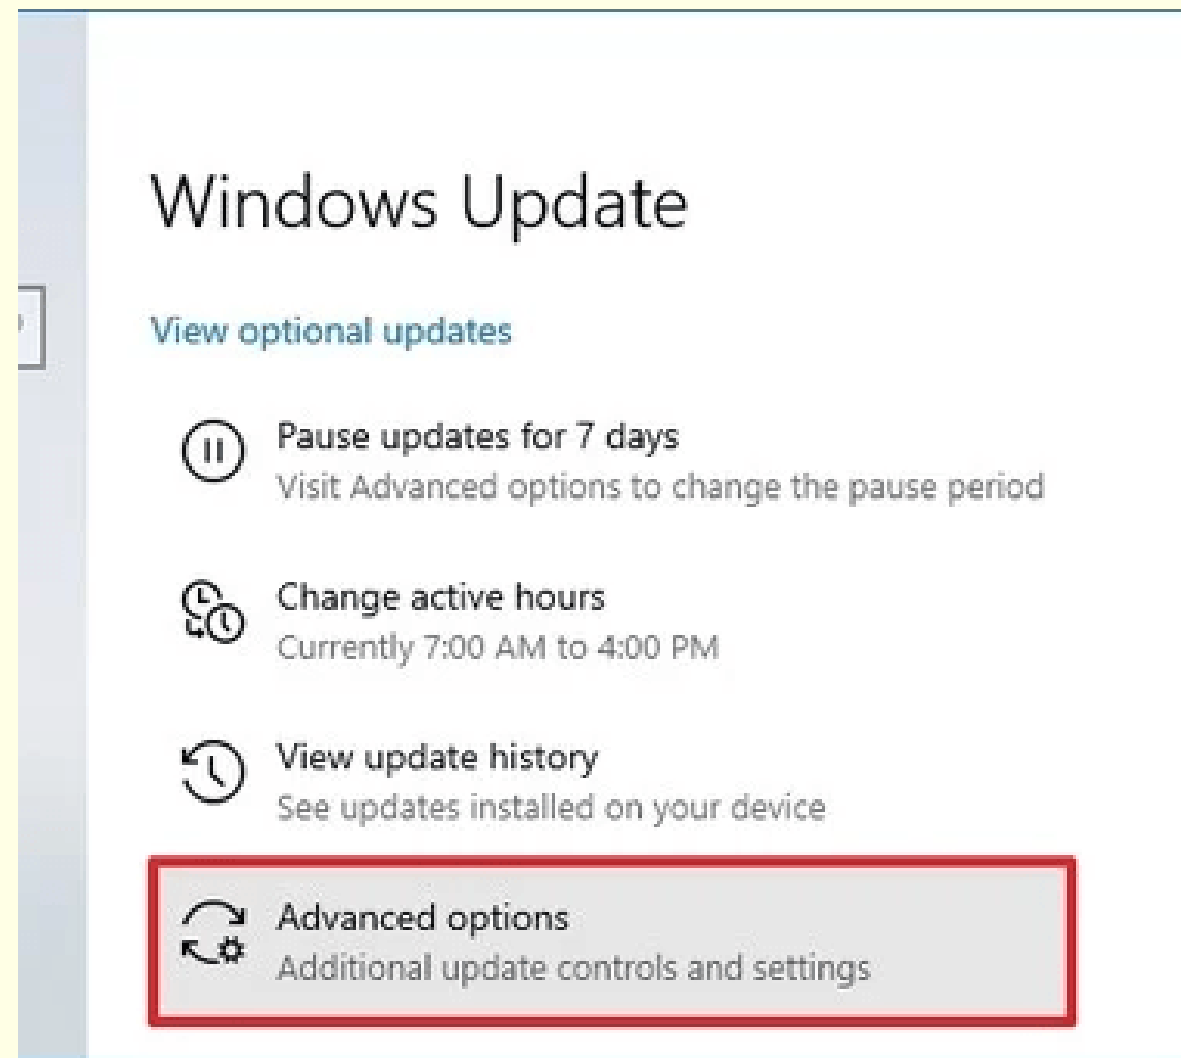 Windows Update
View optional updates
Pause updates for 7 days
Visit Advanced options to change the pause period
Change active hours
Currently 7:00 AM to 4:00 PM
View update history
See updates installed on your device
Advanced options
Additional update controls and settings